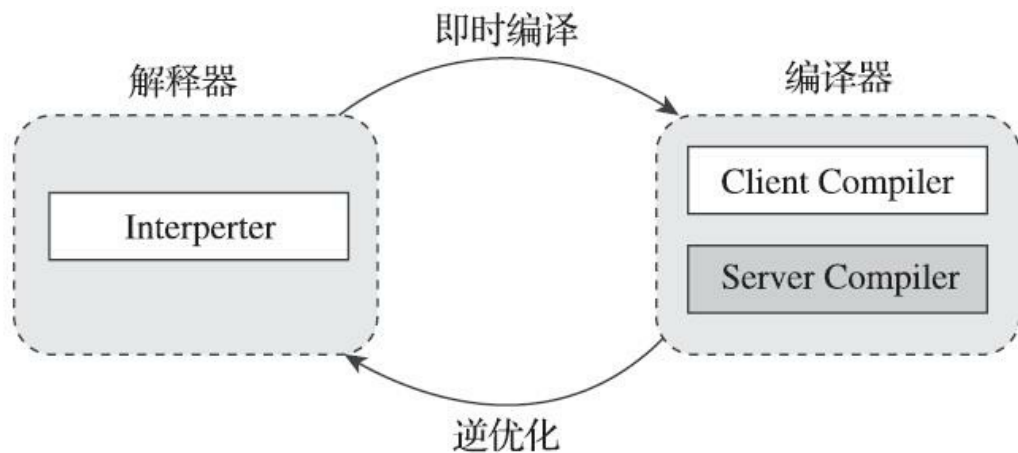 即时编译
解释器
编译器
Interperter
Client Compiler
Server Compiler
逆优化